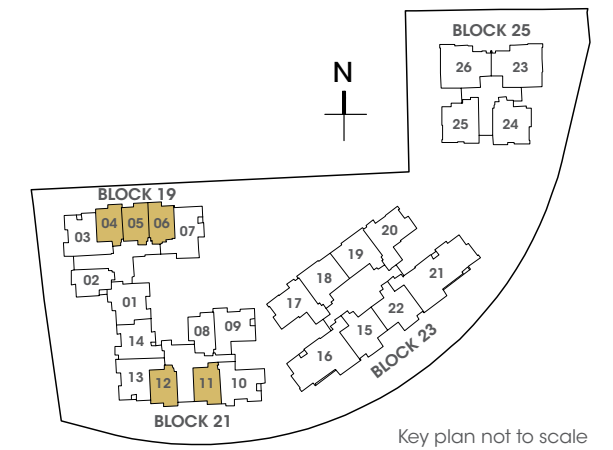 BLOCK 25
26 23
25 24
N
BLOCK 19
03 04 05 06 07
02
01
14
13 12 11 10
08 09
BLOCK 21
17 18 19 20
16 15 22 21
BLOCK 23
Key plan not to scale